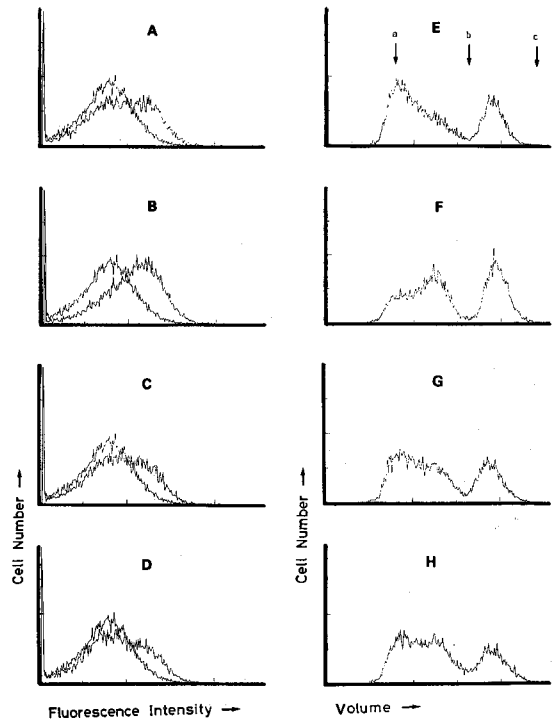 A
E
a
b
c
B
F
C
G
D
H
Cell Number →
Cell Number →
Fluorescence Intensity →
Volume →